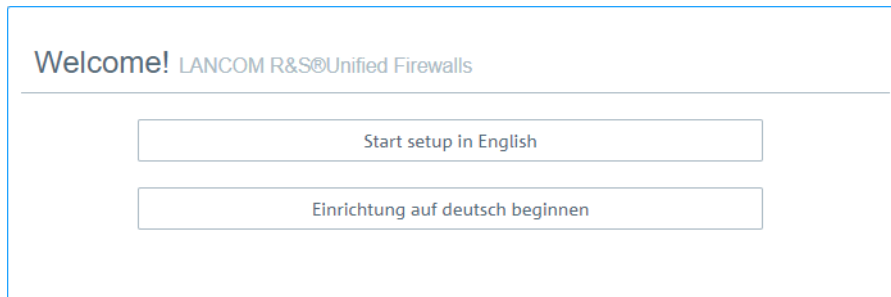 Welcome! LANCOM R&S®Unified Firewalls
Start setup in English
Einrichtung auf deutsch beginnen